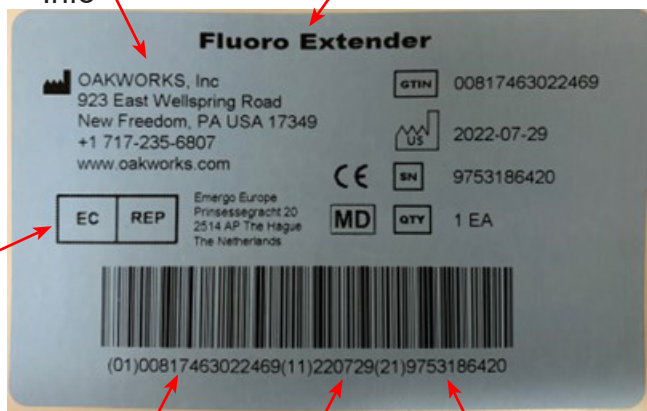 Fluoro Extender
OAKWORKS, Inc
923 East Wellspring Road
New Freedom, PA USA 17349
+1 717-235-6807
www.oakworks.com
GTIN 00817463022469
US 2022-07-29
CE SN 9753186420
MD QTY 1 EA
EC REP
Emergo Europe
Prinsessegracht 20
2514 AP The Hague
The Netherlands
(01)00817463022469(11)220729(21)9753186420